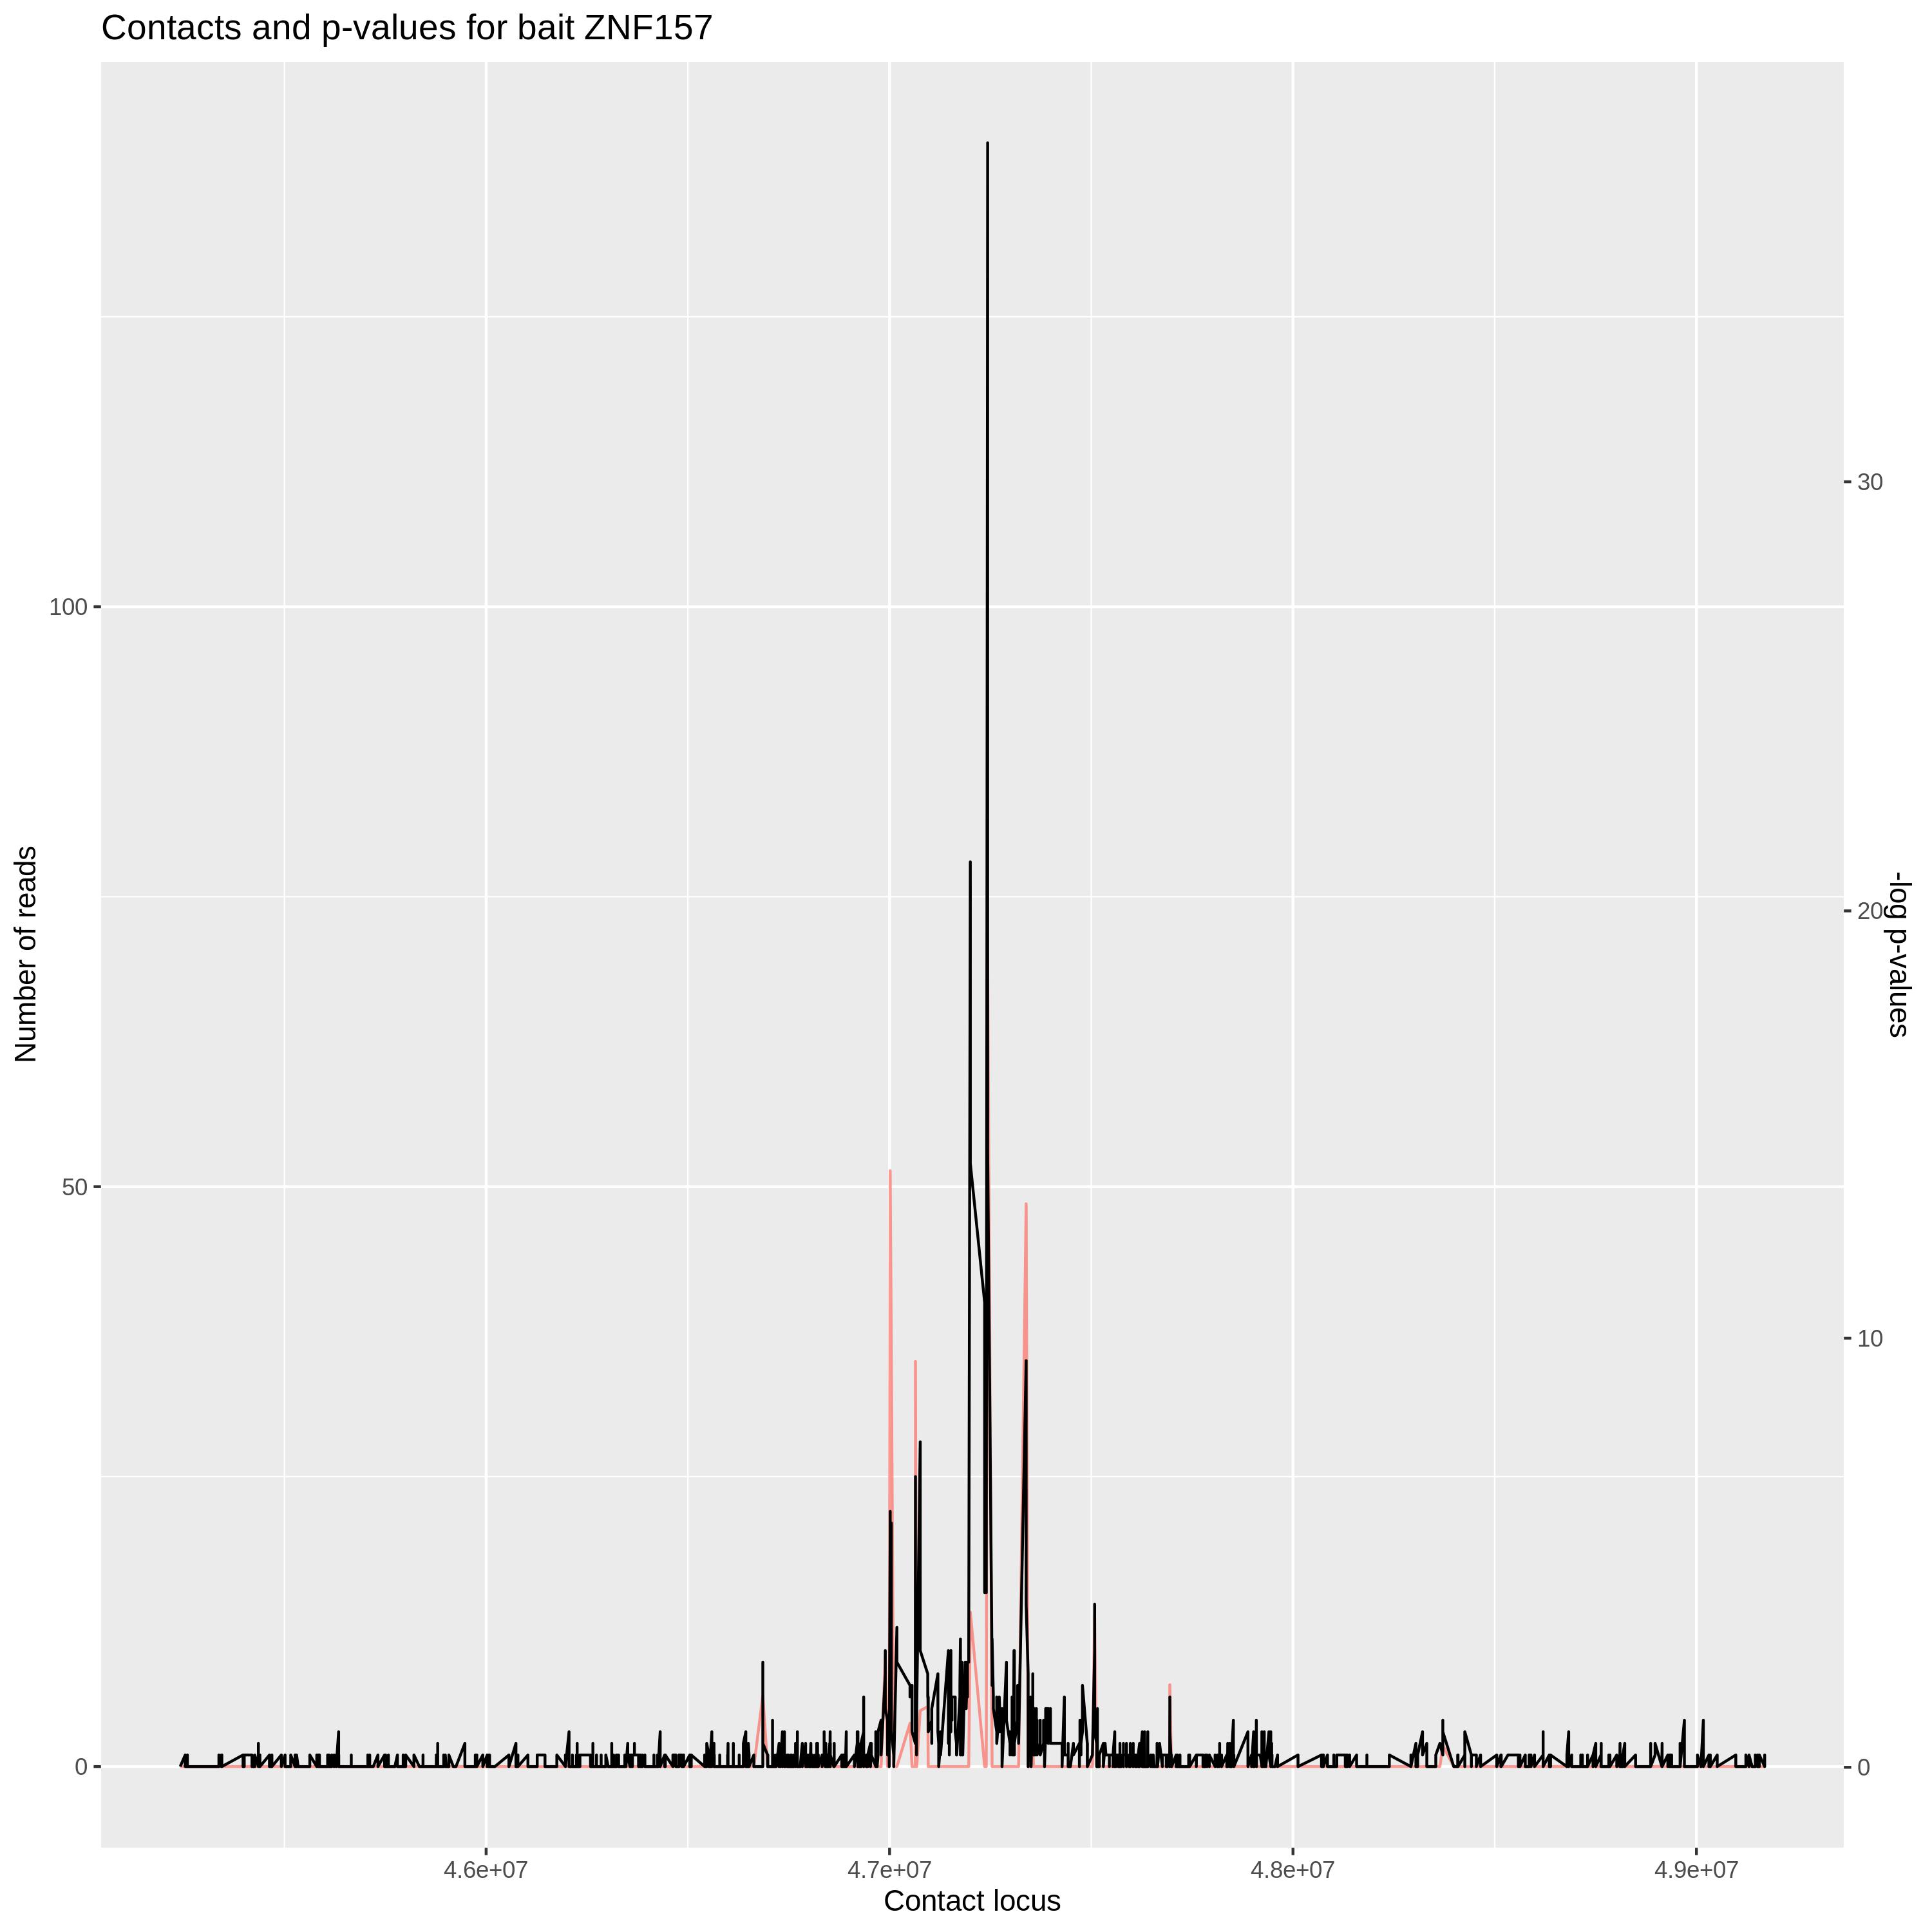 Contacts and p-values for bait ZNF157
Number of reads
100
50
0
30
20
10
0
-log p-values
4.6e+07
4.7e+07
4.8e+07
4.9e+07
Contact locus